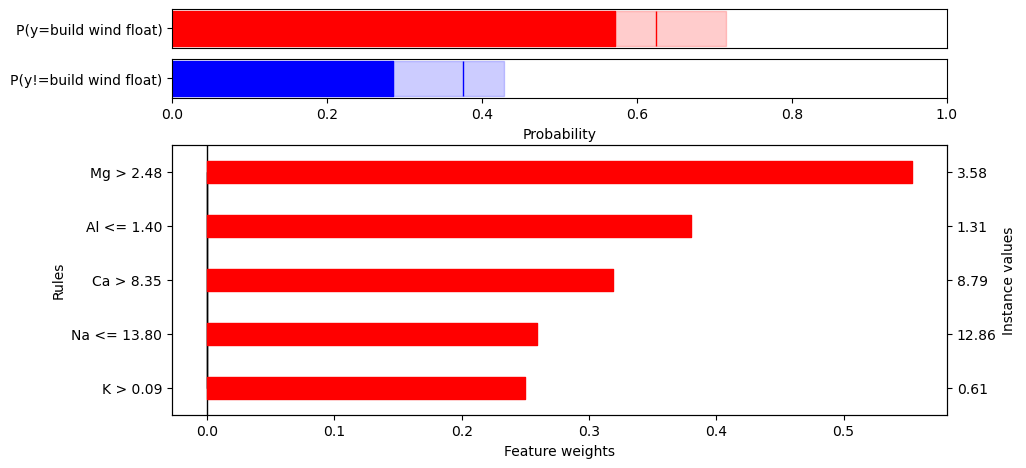 P(y=build wind float)
P(y!=build wind float)
0.0 0.2 0.4 0.6 0.8 1.0
Probability
Mg > 2.48 3.58
Al <= 1.40 1.31
Ca > 8.35 8.79
Na <= 13.80 12.86
K > 0.09 0.61
Rules
Instance values
0.0 0.1 0.2 0.3 0.4 0.5
Feature weights